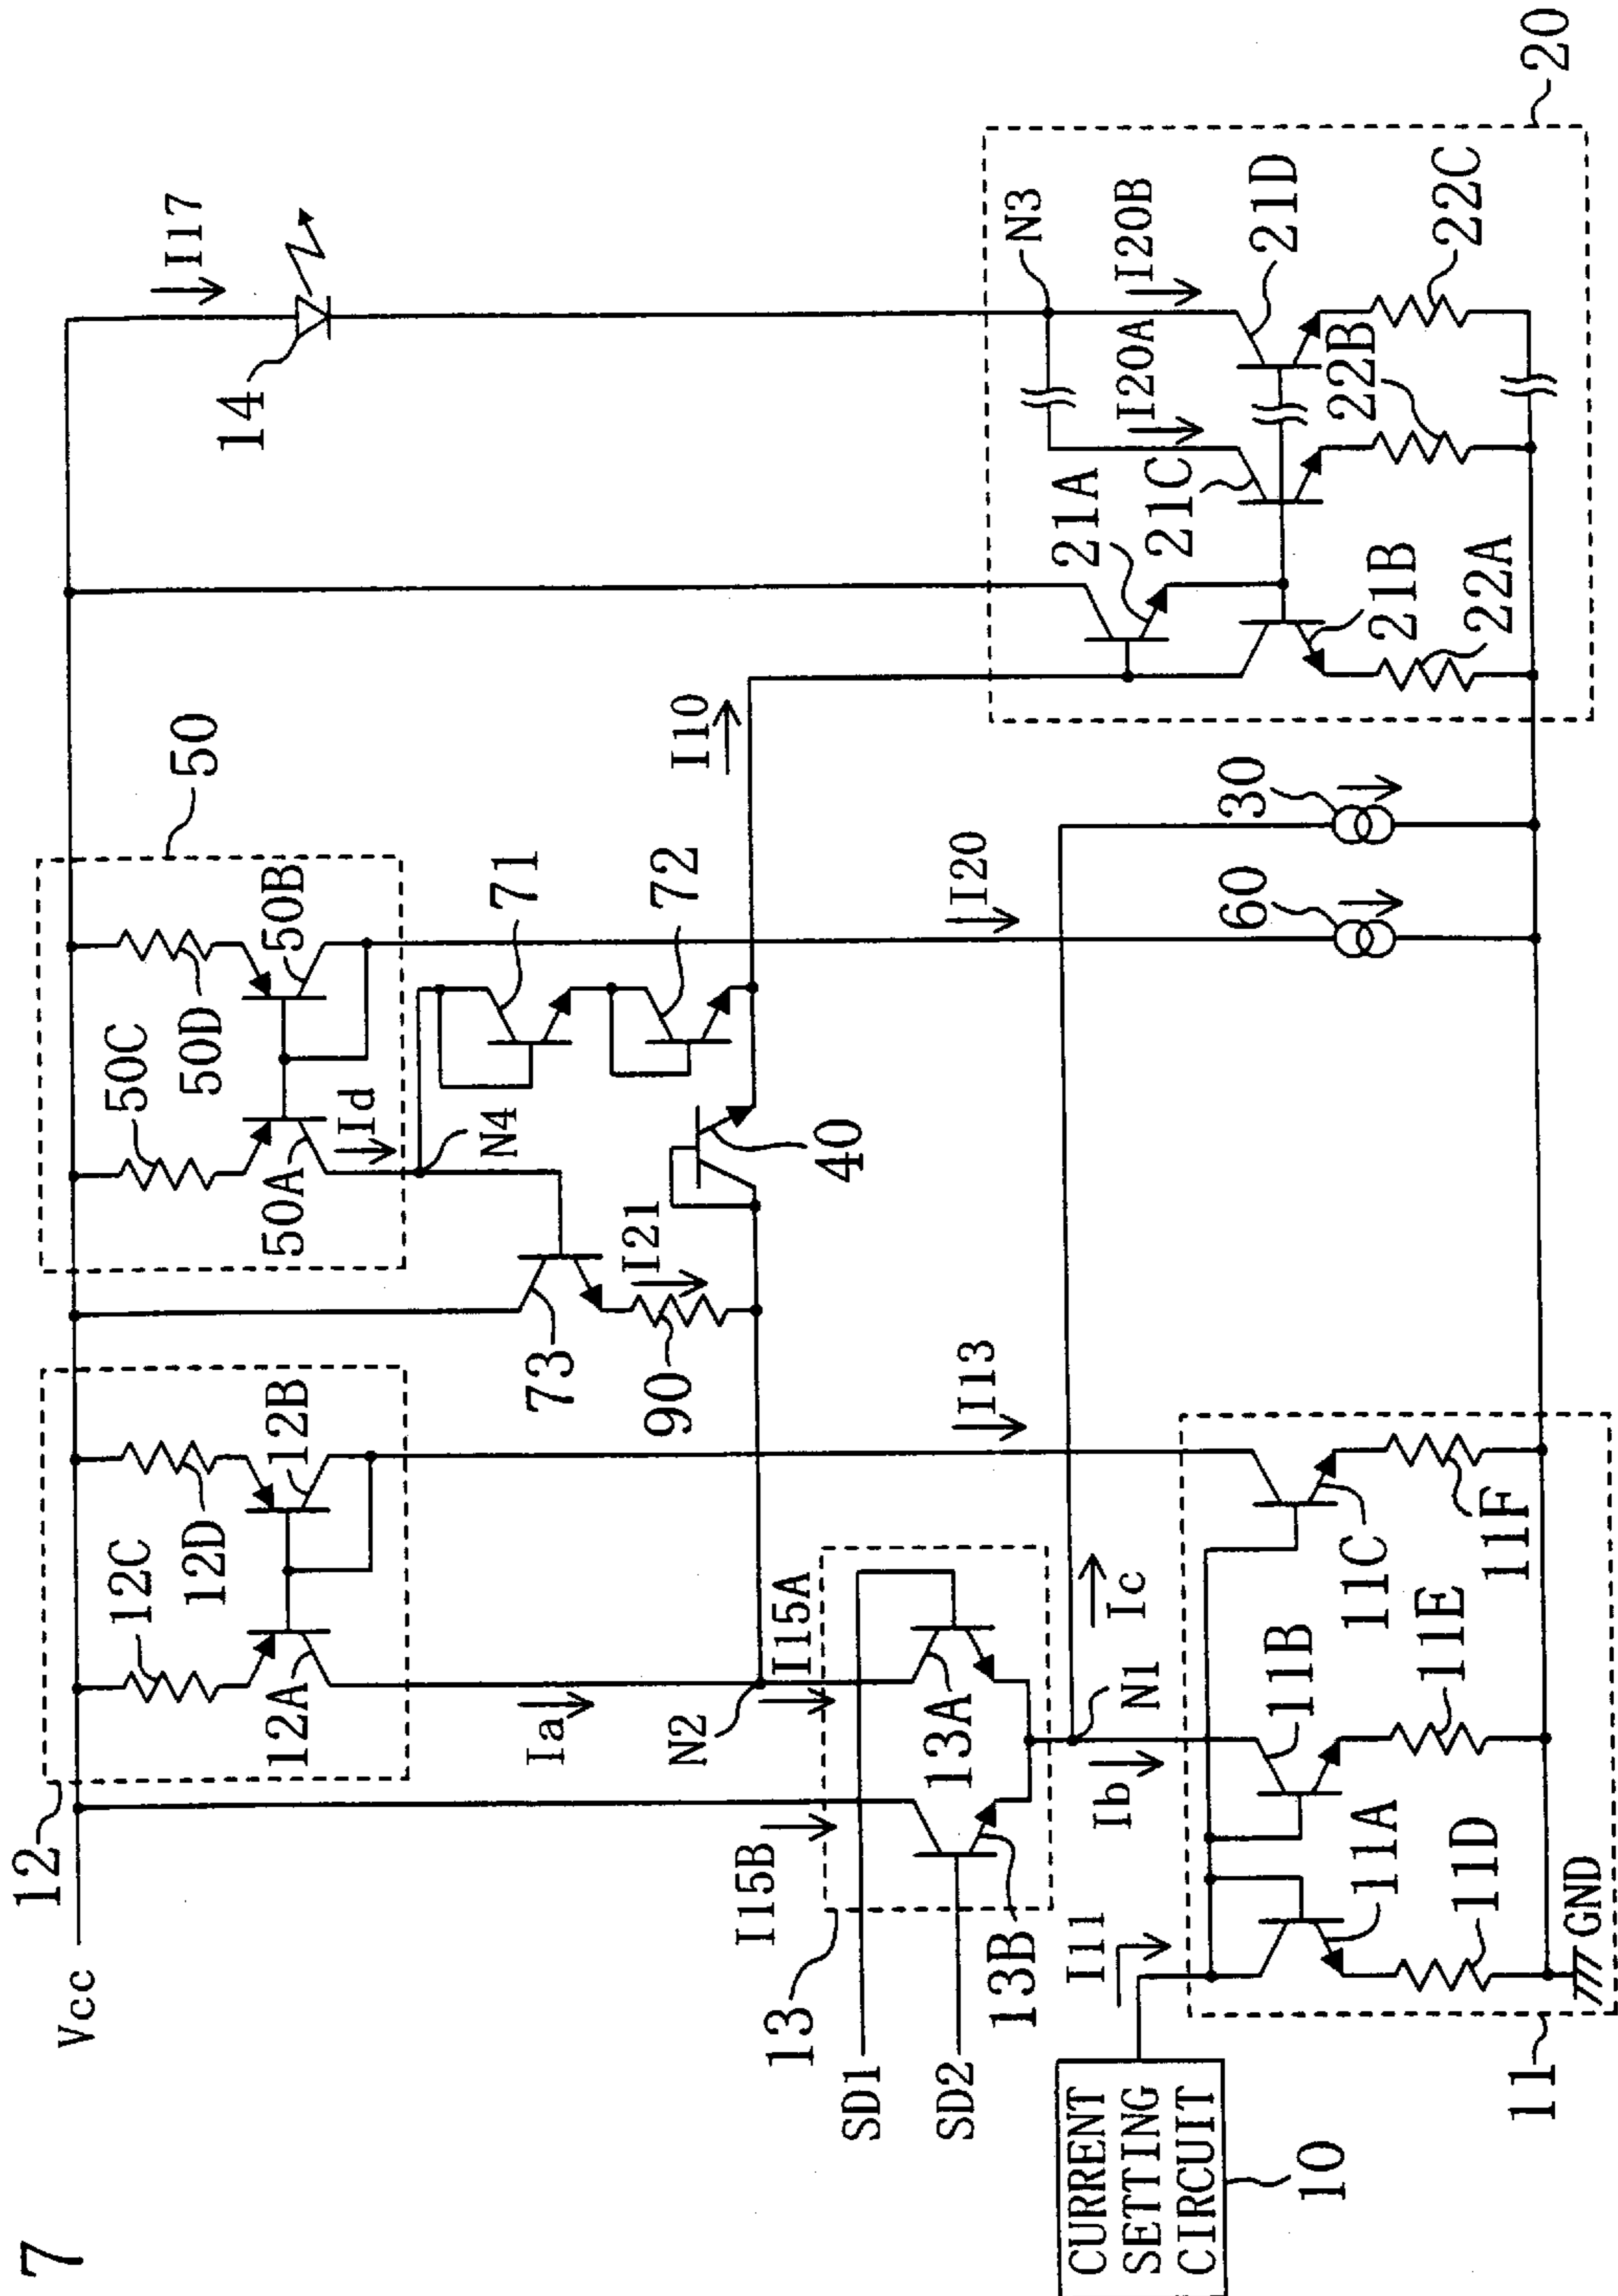 7
Vcc
12
12C
12D
12A
12B
Ia
50
50C
50D
50A
50B
Id
N4
71
72
73
90
I21
40
I10
I17
14
N2
I15A
I15B
13
13A
13B
SD1
SD2
N1
Ib
Ic
I13
I20
60
30
CURRENT
SETTING
CIRCUIT
10
I11
11
11A
11B
11C
11D
11E
11F
GND
20
N3
I20A
I20B
21A
21B
21C
21D
22A
22B
22C